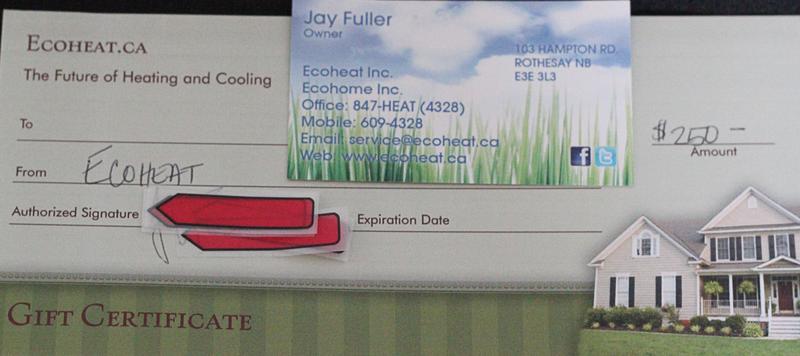 ECOHEAT.CA
The Future of Heating and Cooling
To
From ECOHEAT
Authorized Signature
Expiration Date
$250 –
Amount
GIFT CERTIFICATE
Jay Fuller
Owner
103 HAMPTON RD.
ROTHESAY NB
E3E 3L3
Ecoheat Inc.
Ecohome Inc.
Office: 847-HEAT (4328)
Mobile: 609-4328
Email: service@ecoheat.ca
Web: www.ecoheat.ca